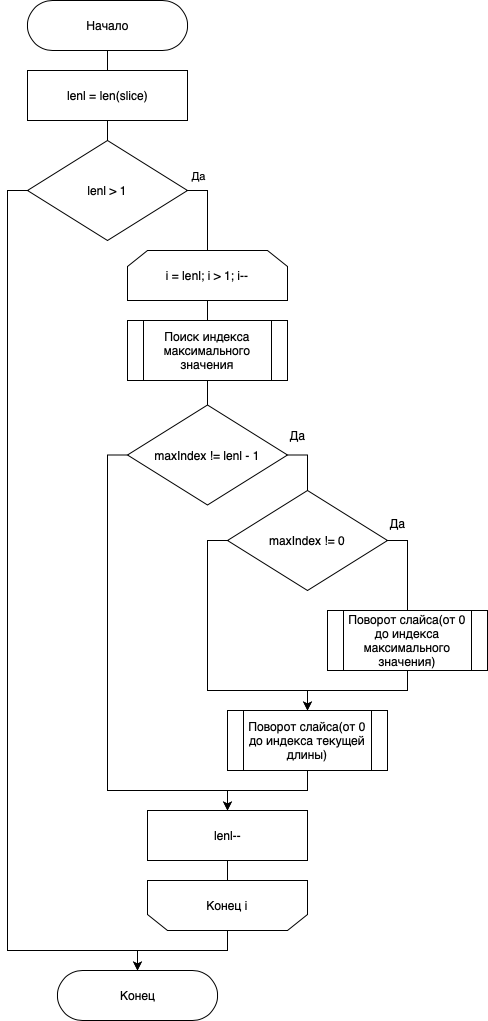 Начало
lenl = len(slice)
lenl > 1
Да
i = lenl; i > 1; i--
Поиск индекса
максимального
значения
maxIndex != lenl - 1
Да
maxIndex != 0
Да
Поворот слайса(от 0
до индекса
максимального
значения)
Поворот слайса(от 0
до индекса текущей
длины)
lenl--
Конец i
Конец